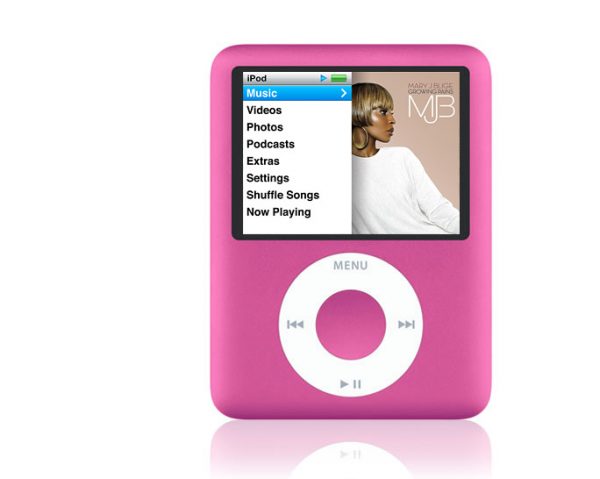 iPod
Music
Videos
Photos
Podcasts
Extras
Settings
Shuffle Songs
Now Playing
MARY J BLIGE
GROWING PAINS
MJB
MENU